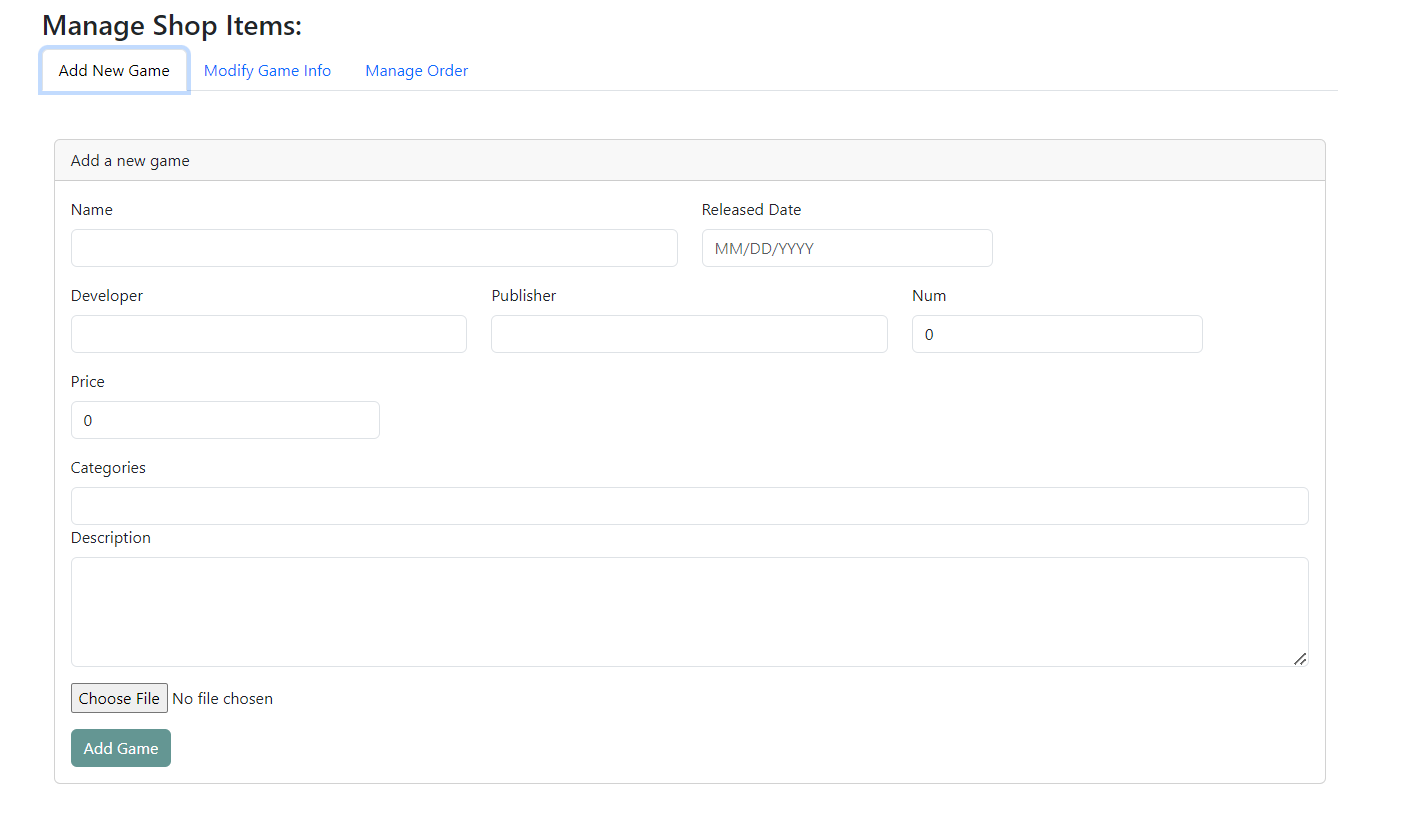 Manage Shop Items:
Add New Game Modify Game Info Manage Order
Add a new game
Name Released Date
MM/DD/YYYY
Developer Publisher Num
0
Price
0
Categories
Description
Choose File No file chosen
Add Game